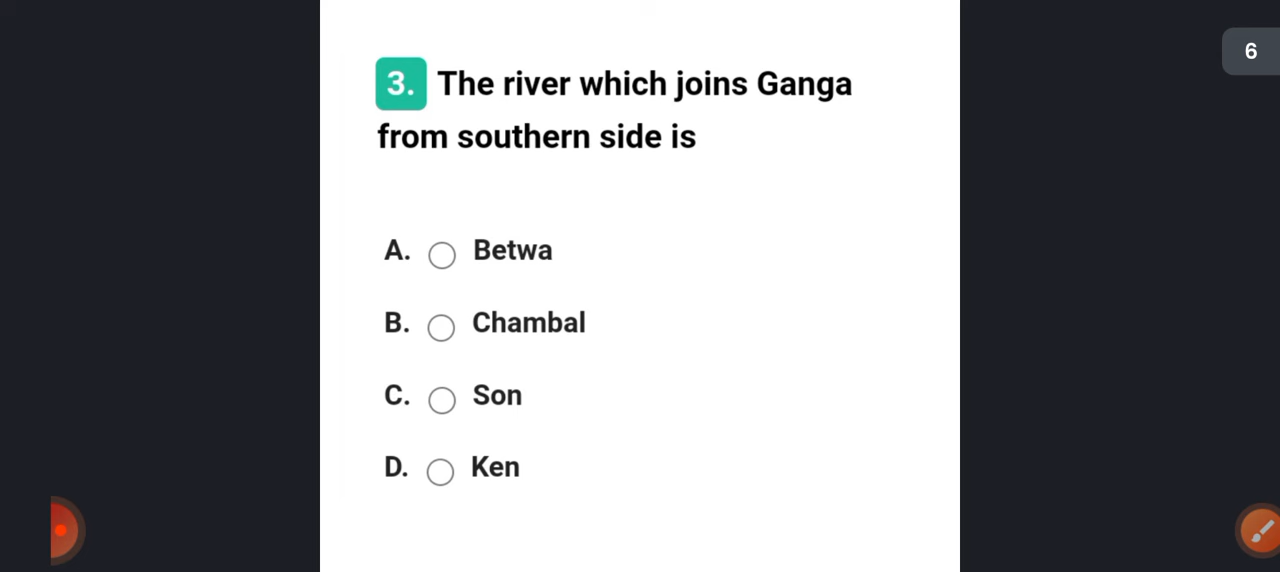 6
3. The river which joins Ganga
from southern side is
A. Betwa
B. Chambal
C. Son
D. Ken